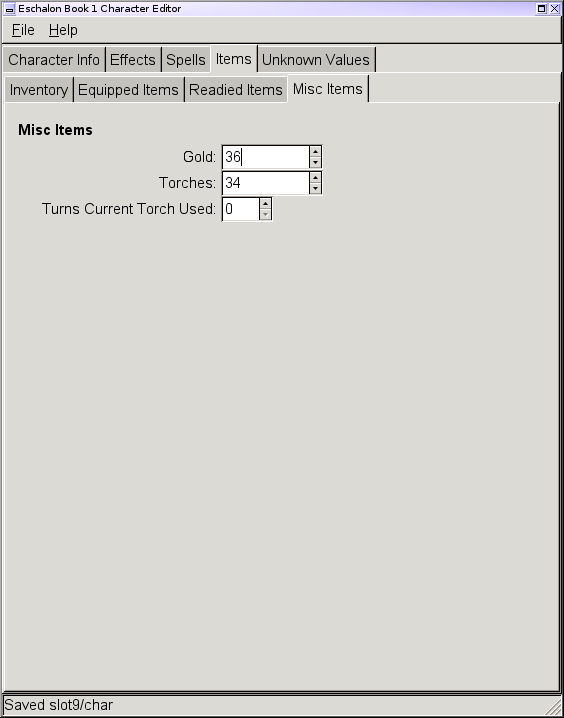 Eschalon Book 1 Character Editor
File Help
Character Info Effects Spells Items Unknown Values
Inventory Equipped Items Readied Items Misc Items
Misc Items
Gold: 36
Torches: 34
Turns Current Torch Used: 0
Saved slot9/char